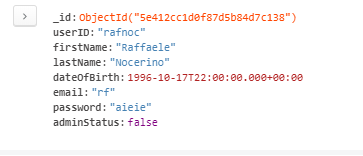 _id:ObjectId("5e412cc1d0f87d5b84d7c138")
userID:"rafnoc"
firstName:"Raffaele"
lastName:"Nocerino"
dateOfBirth:1996-10-17T22:00:00.000+00:00
email:"rf"
password:"aieie"
adminStatus:false